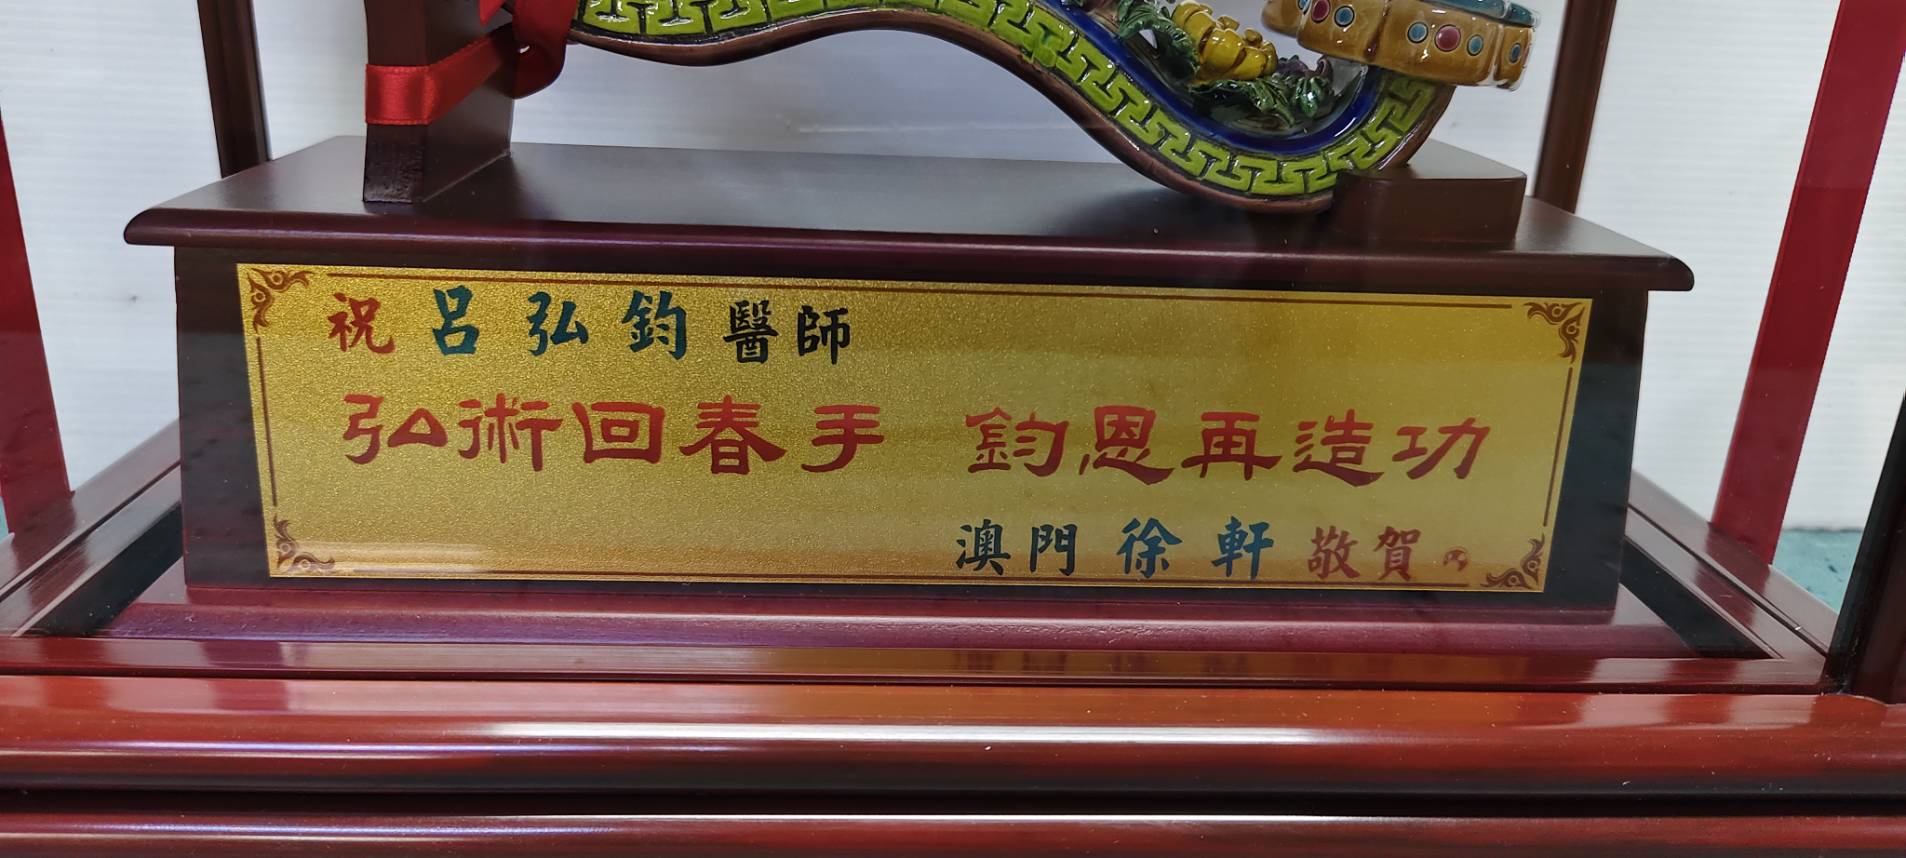 祝 呂弘鈞 醫師
弘術回春手 鈞恩再造功
澳門 徐軒 敬賀